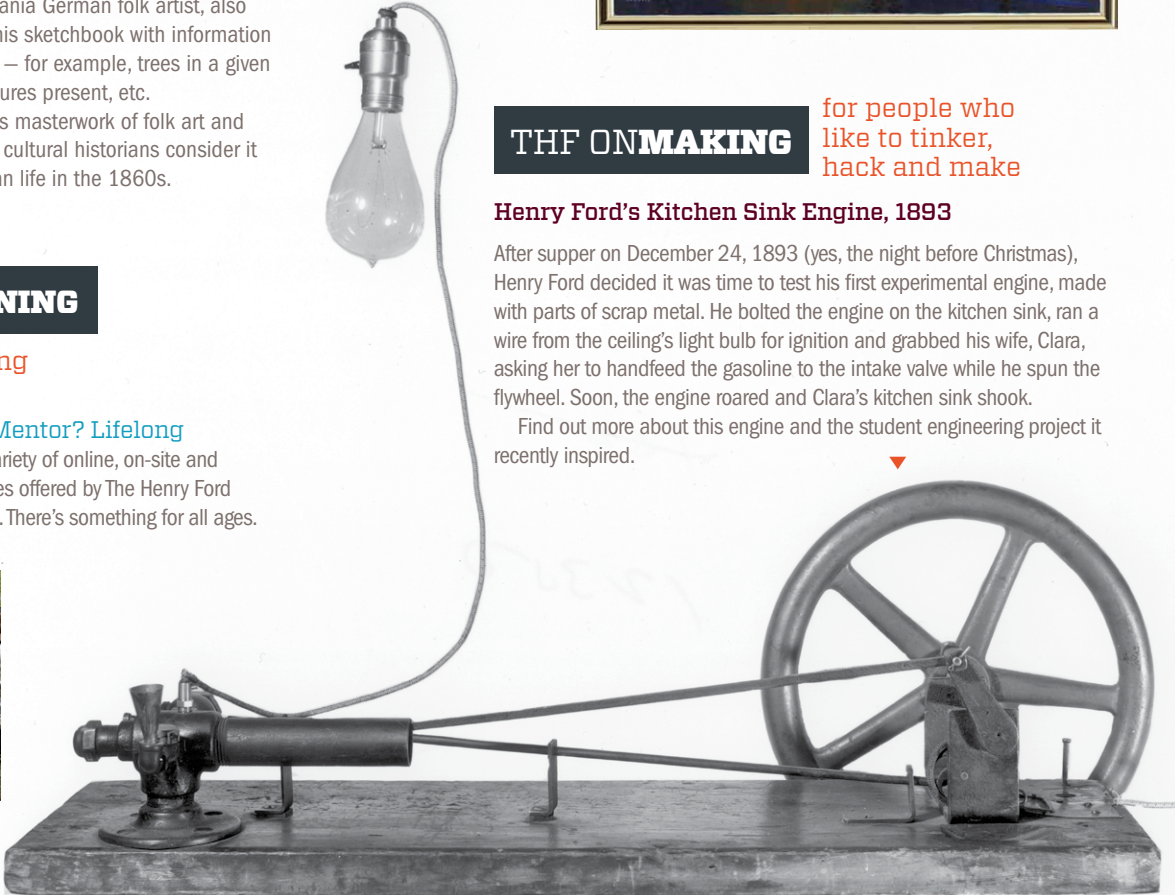 ania German folk artist, also
his sketchbook with information
— for example, trees in a given
ures present, etc.
s masterwork of folk art and
cultural historians consider it
an life in the 1860s.
NING
ng
Mentor? Lifelong
ariety of online, on-site and
es offered by The Henry Ford
. There's something for all ages.
THF ONMAKING
for people who
like to tinker,
hack and make
Henry Ford's Kitchen Sink Engine, 1893
After supper on December 24, 1893 (yes, the night before Christmas),
Henry Ford decided it was time to test his first experimental engine, made
with parts of scrap metal. He bolted the engine on the kitchen sink, ran a
wire from the ceiling's light bulb for ignition and grabbed his wife, Clara,
asking her to handfeed the gasoline to the intake valve while he spun the
flywheel. Soon, the engine roared and Clara's kitchen sink shook.
Find out more about this engine and the student engineering project it
recently inspired.